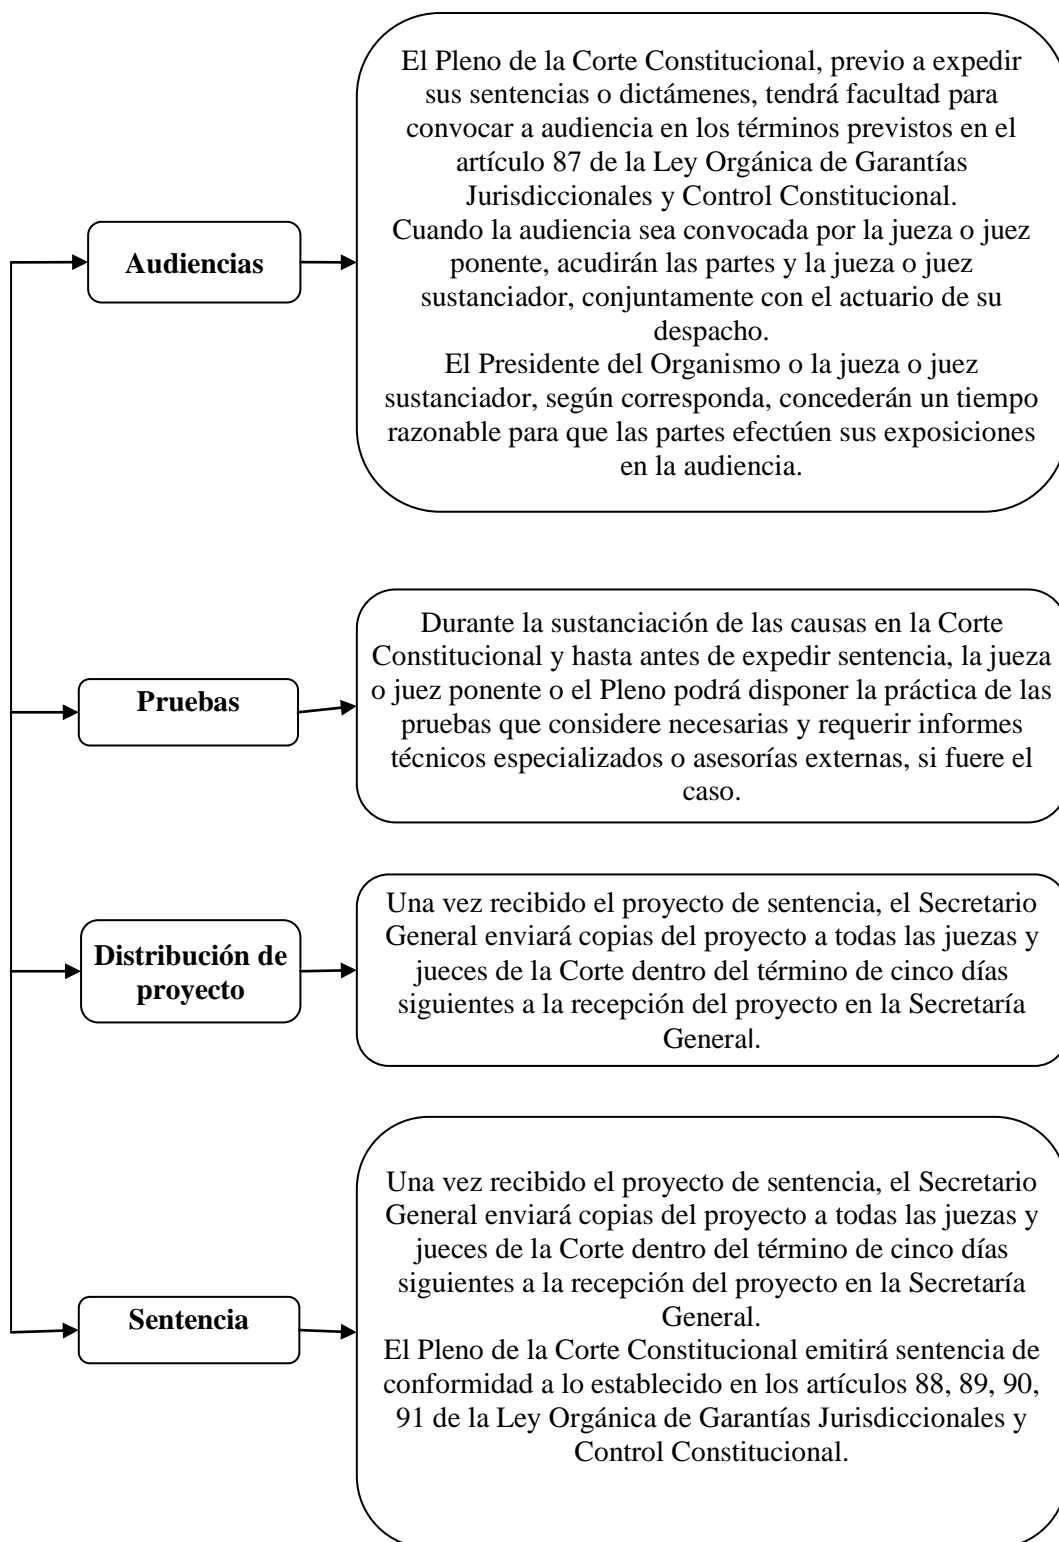 Audiencias
El Pleno de la Corte Constitucional, previo a expedir
sus sentencias o dictámenes, tendrá facultad para
convocar a audiencia en los términos previstos en el
artículo 87 de la Ley Orgánica de Garantías
Jurisdiccionales y Control Constitucional.
Cuando la audiencia sea convocada por la jueza o juez
ponente, acudirán las partes y la jueza o juez
sustanciador, conjuntamente con el actuario de su
despacho.
El Presidente del Organismo o la jueza o juez
sustanciador, según corresponda, concederán un tiempo
razonable para que las partes efectúen sus exposiciones
en la audiencia.
Pruebas
Durante la sustanciación de las causas en la Corte
Constitucional y hasta antes de expedir sentencia, la jueza
o juez ponente o el Pleno podrá disponer la práctica de las
pruebas que considere necesarias y requerir informes
técnicos especializados o asesorías externas, si fuere el
caso.
Distribución de
proyecto
Una vez recibido el proyecto de sentencia, el Secretario
General enviará copias del proyecto a todas las juezas y
jueces de la Corte dentro del término de cinco días
siguientes a la recepción del proyecto en la Secretaría
General.
Sentencia
Una vez recibido el proyecto de sentencia, el Secretario
General enviará copias del proyecto a todas las juezas y
jueces de la Corte dentro del término de cinco días
siguientes a la recepción del proyecto en la Secretaría
General.
El Pleno de la Corte Constitucional emitirá sentencia de
conformidad a lo establecido en los artículos 88, 89, 90,
91 de la Ley Orgánica de Garantías Jurisdiccionales y
Control Constitucional.